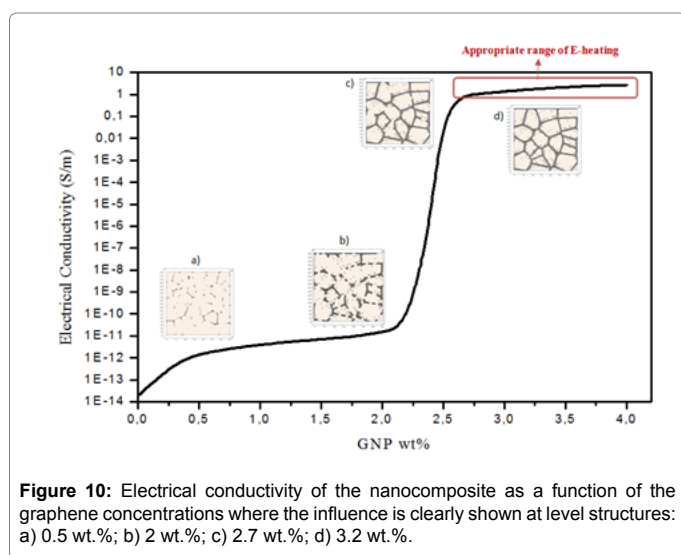 Appropriate range of E-heating
10
1
0,1
0,01
1E-3
1E-4
1E-5
1E-6
1E-7
1E-8
1E-9
1E-10
1E-11
1E-12
1E-13
1E-14
Electrical Conductivity (S/m)
c)
d)
a)
b)
0,0 0,5 1,0 1,5 2,0 2,5 3,0 3,5 4,0
GNP wt%
Figure 10: Electrical conductivity of the nanocomposite as a function of the
graphene concentrations where the influence is clearly shown at level structures:
a) 0.5 wt.%; b) 2 wt.%; c) 2.7 wt.%; d) 3.2 wt.%.